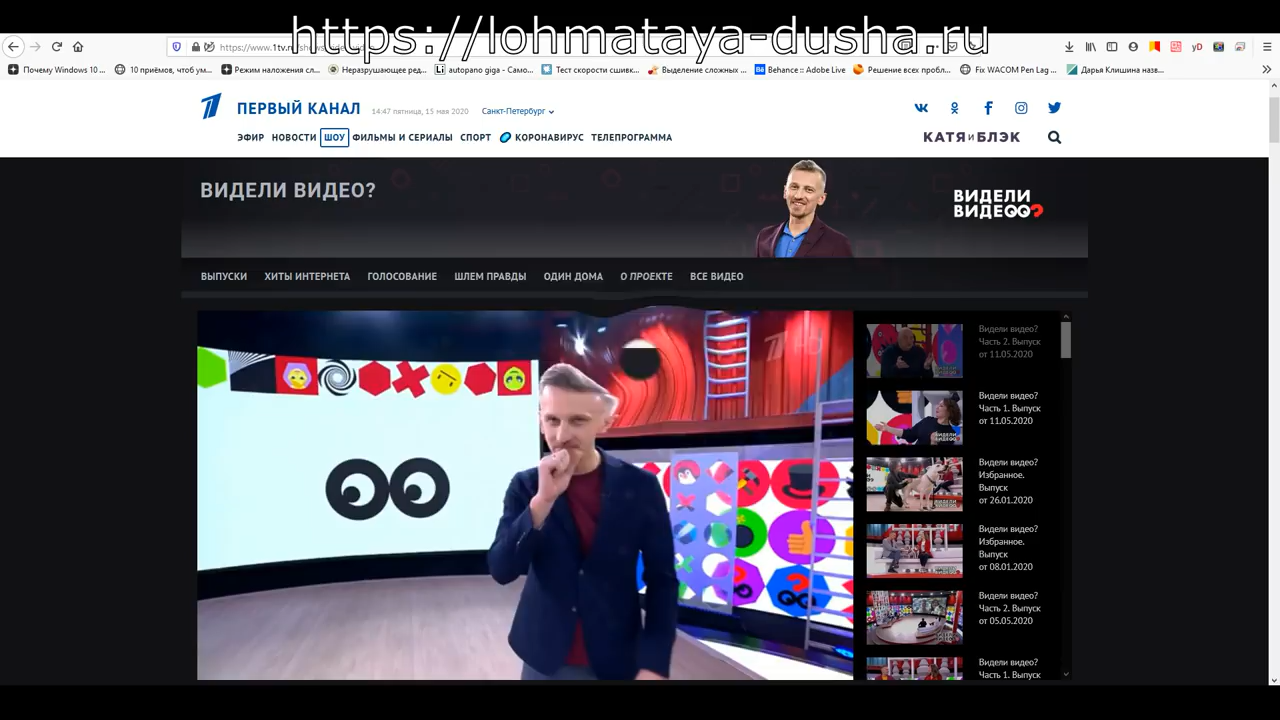 https://lohmataya-dusha.ru
https://www.1tv.ru/shows/
Почему Windows 10 ...
10 приёмов, чтоб уме...
Режим наложения сл...
Неразрушающее ред...
autopano giga - Само...
Тест скорости сшивк...
Выделение сложных ...
Behance :: Adobe Live
Решение всех пробл...
Fix WACOM Pen Lag ...
Дарья Клишина назв...
ПЕРВЫЙ КАНАЛ
14:47 пятница, 15 мая 2020
Санкт-Петербург
ЭФИР НОВОСТИ ШОУ ФИЛЬМЫ И СЕРИАЛЫ СПОРТ КОРОНАВИРУС ТЕЛЕПРОГРАММА
КАТЯ И БЛЭК
ВИДЕЛИ ВИДЕО?
ВИДЕЛИ
ВИДЕО?
ВЫПУСКИ ХИТЫ ИНТЕРНЕТА ГОЛОСОВАНИЕ ШЛЕМ ПРАВДЫ ОДИН ДОМА О ПРОЕКТЕ ВСЕ ВИДЕО
Видели видео?
Часть 2. Выпуск
от 11.05.2020
Видели видео?
Часть 1. Выпуск
от 11.05.2020
Видели видео?
Избранное.
Выпуск
от 26.01.2020
Видели видео?
Избранное.
Выпуск
от 08.01.2020
Видели видео?
Часть 2. Выпуск
от 05.05.2020
Видели видео?
Часть 1. Выпуск